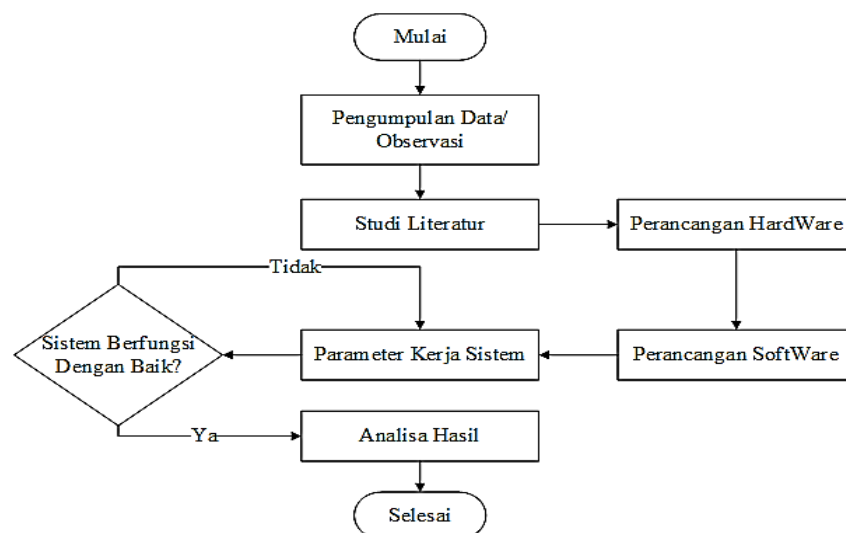 Mulai
Pengumpulan Data/
Observasi
Studi Literatur
Perancangan HardWare
Tidak
Sistem Berfungsi
Dengan Baik?
Parameter Kerja Sistem
Perancangan SoftWare
Ya
Analisa Hasil
Selesai